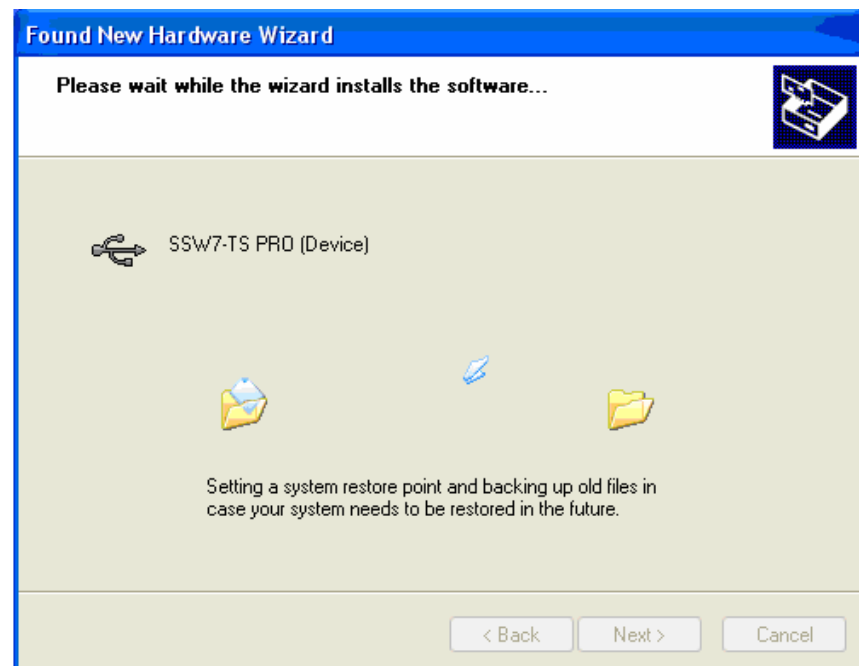 Found New Hardware Wizard
Please wait while the wizard installs the software...
SSW7-TS PRO (Device)
Setting a system restore point and backing up old files in
case your system needs to be restored in the future.
< Back
Next >
Cancel